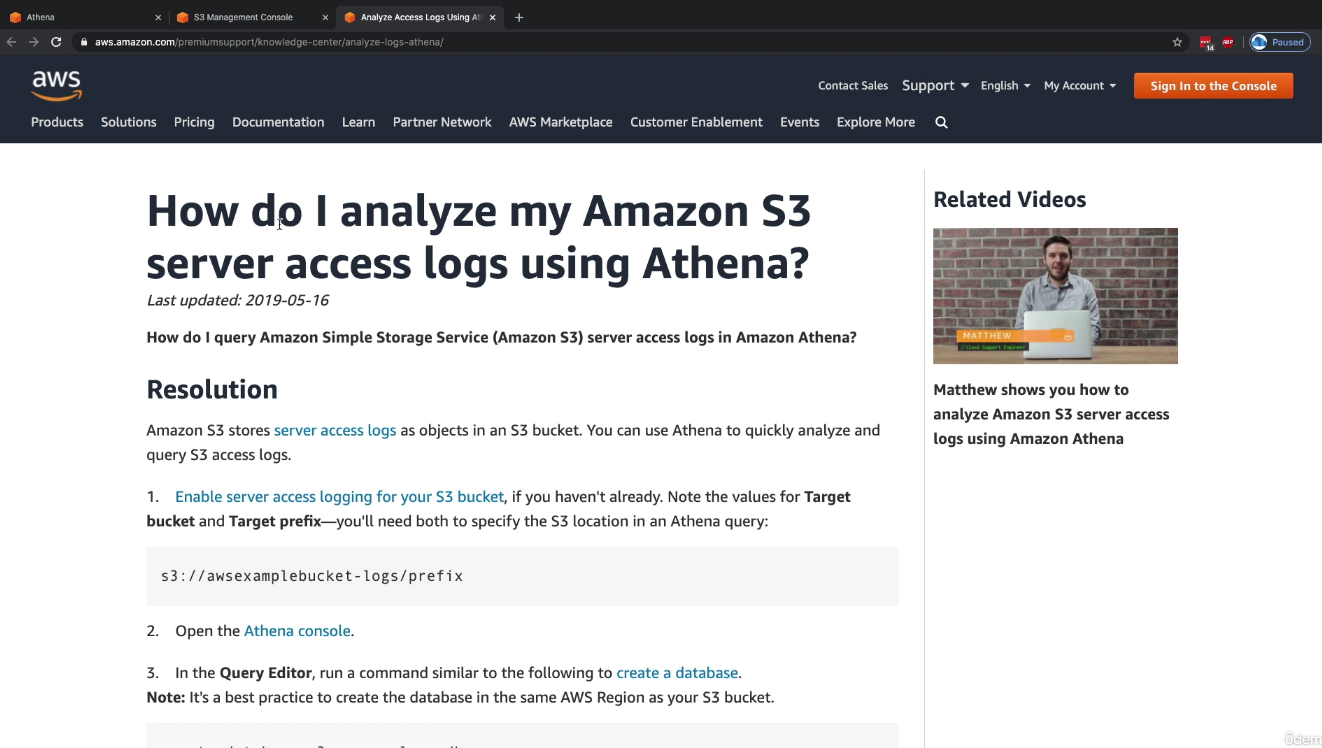 Athena
S3 Management Console
Analyze Access Logs Using Ath
aws.amazon.com/premiumsupport/knowledge-center/analyze-logs-athena/
14
ABP
Paused
aws
Contact Sales Support English My Account Sign In to the Console
Products Solutions Pricing Documentation Learn Partner Network AWS Marketplace Customer Enablement Events Explore More
How do I analyze my Amazon S3
server access logs using Athena?
Last updated: 2019-05-16
How do I query Amazon Simple Storage Service (Amazon S3) server access logs in Amazon Athena?
Resolution
Amazon S3 stores server access logs as objects in an S3 bucket. You can use Athena to quickly analyze and
query S3 access logs.
1. Enable server access logging for your S3 bucket, if you haven't already. Note the values for Target
bucket and Target prefix—you'll need both to specify the S3 location in an Athena query:
s3://awsexamplebucket-logs/prefix
2. Open the Athena console.
3. In the Query Editor, run a command similar to the following to create a database.
Note: It's a best practice to create the database in the same AWS Region as your S3 bucket.
Related Videos
MATTHEW
// Cloud Support Engineer
Matthew shows you how to
analyze Amazon S3 server access
logs using Amazon Athena